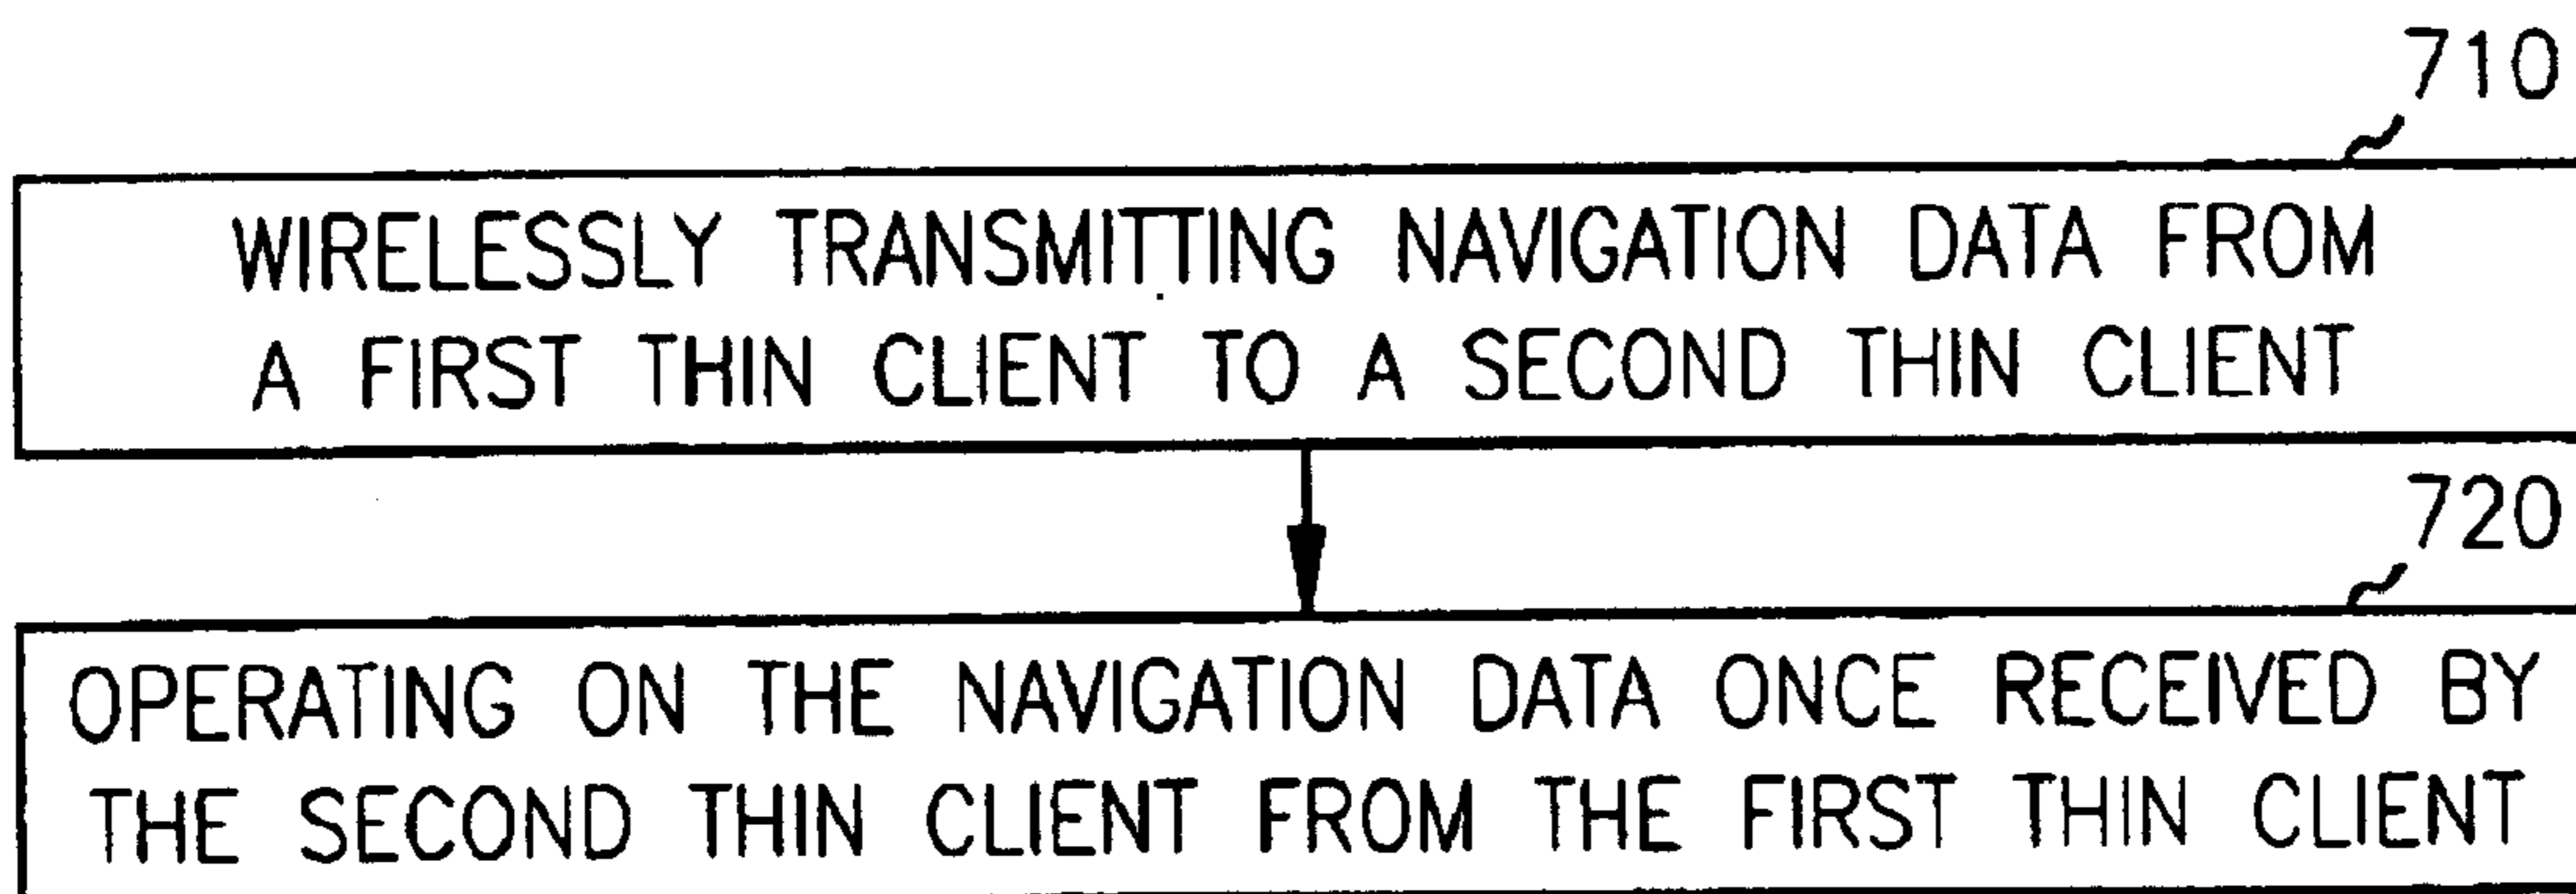 710
WIRELESSLY TRANSMITTING NAVIGATION DATA FROM
A FIRST THIN CLIENT TO A SECOND THIN CLIENT
720
OPERATING ON THE NAVIGATION DATA ONCE RECEIVED BY
THE SECOND THIN CLIENT FROM THE FIRST THIN CLIENT